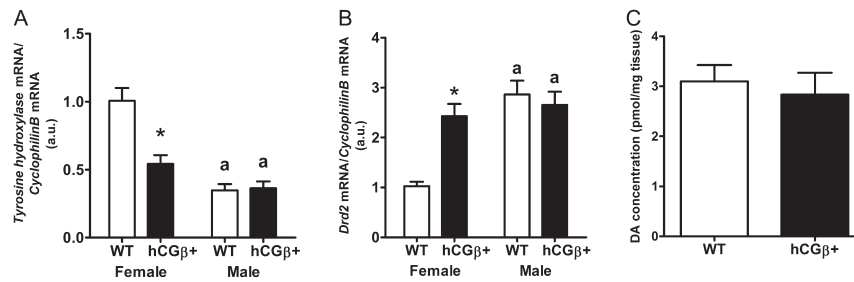 A
Tyrosine hydroxylase mRNA/
CyclophilinB mRNA
(a.u.)
1.5
1.0
0.5
0.0
*
a
a
WT
hCGβ+
WT
hCGβ+
Female
Male
B
Drd2 mRNA/CyclophilinB mRNA
(a.u.)
4
3
2
1
0
*
a
a
WT
hCGβ+
WT
hCGβ+
Female
Male
C
DA concentration (pmol/mg tissue)
4
3
2
1
0
WT
hCGβ+